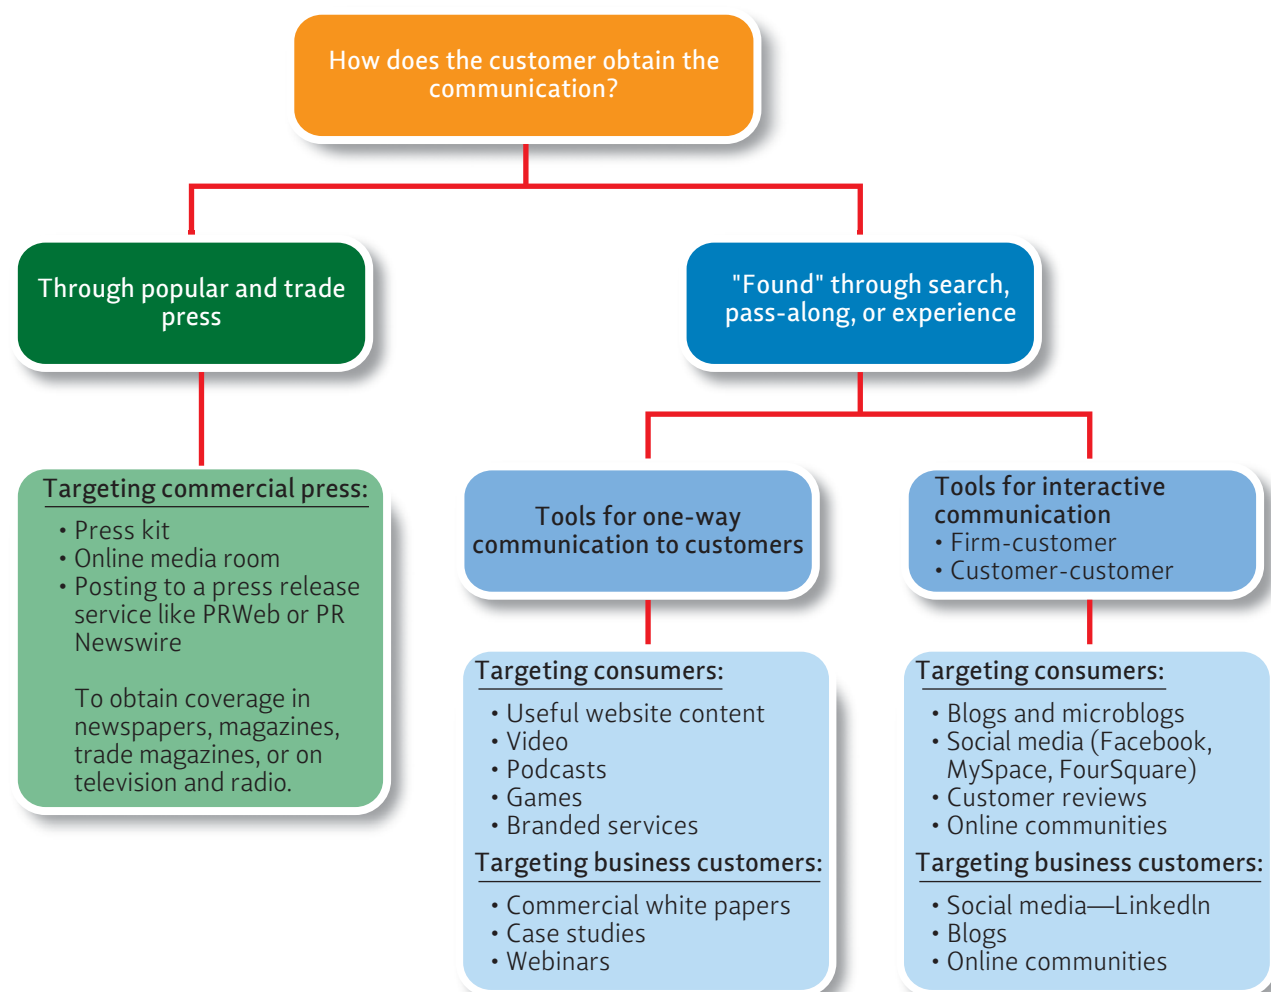 How does the customer obtain the
communication?
Through popular and trade
press
"Found" through search,
pass-along, or experience
Targeting commercial press:
• Press kit
• Online media room
• Posting to a press release
service like PRWeb or PR
Newswire
To obtain coverage in
newspapers, magazines,
trade magazines, or on
television and radio.
Tools for one-way
communication to customers
Tools for interactive
communication
• Firm-customer
• Customer-customer
Targeting consumers:
• Useful website content
• Video
• Podcasts
• Games
• Branded services
Targeting business customers:
• Commercial white papers
• Case studies
• Webinars
Targeting consumers:
• Blogs and microblogs
• Social media (Facebook,
MySpace, FourSquare)
• Customer reviews
• Online communities
Targeting business customers:
• Social media—LinkedIn
• Blogs
• Online communities